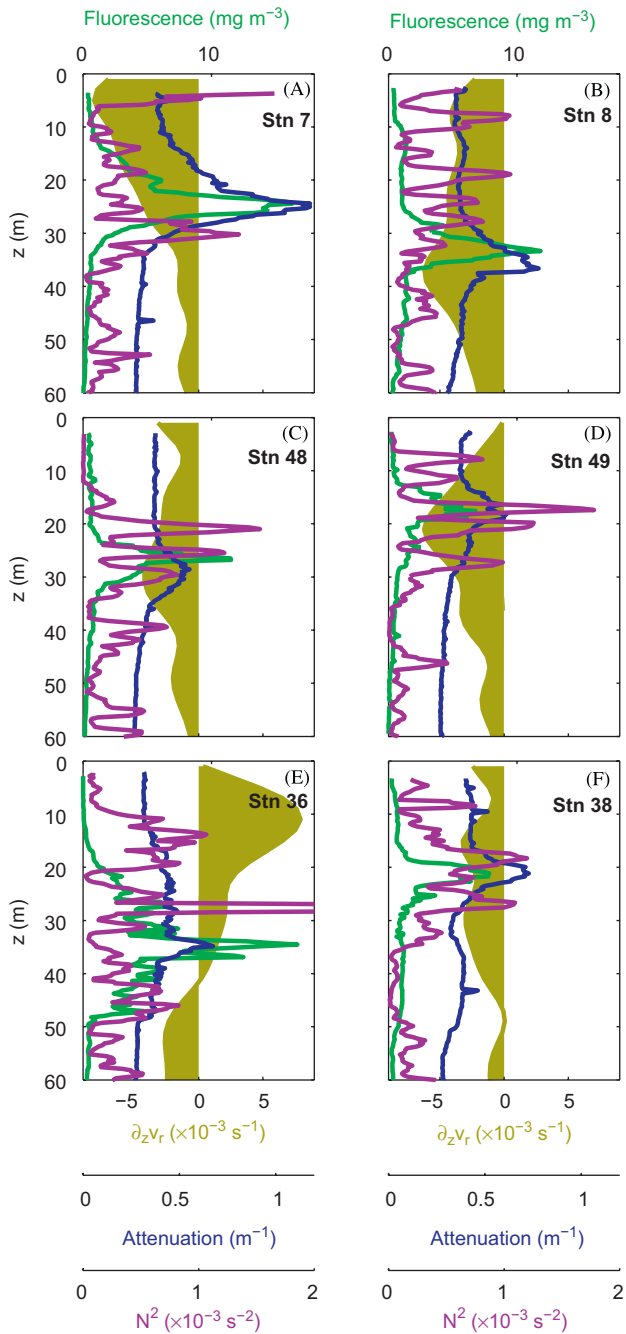 Fluorescence (mg m⁻³) Fluorescence (mg m⁻³)
0 10 0 10
0 (A) (B)
Stn 7 Stn 8
10
20
30
40
50
60
z (m)
0 (C) (D)
Stn 48 Stn 49
10
20
30
40
50
60
z (m)
0 (E) (F)
Stn 36 Stn 38
10
20
30
40
50
60
z (m)
−5 0 5 −5 0 5
∂zvr (×10⁻³ s⁻¹) ∂zvr (×10⁻³ s⁻¹)
0 0.5 1 0 0.5 1
Attenuation (m⁻¹) Attenuation (m⁻¹)
0 1 2 0 1 2
N² (×10⁻³ s⁻²) N² (×10⁻³ s⁻²)